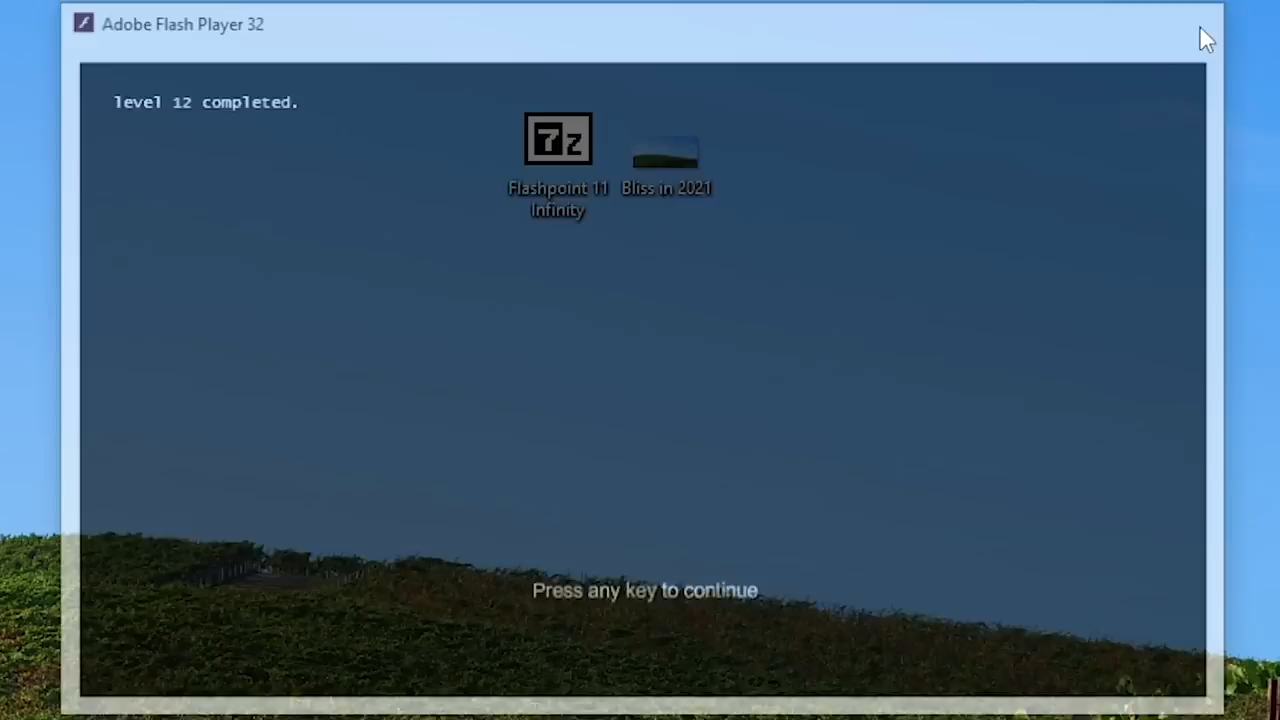 Adobe Flash Player 32
level 12 completed.
7z
Flashpoint 11
Infinity
Bliss in 2021
Press any key to continue